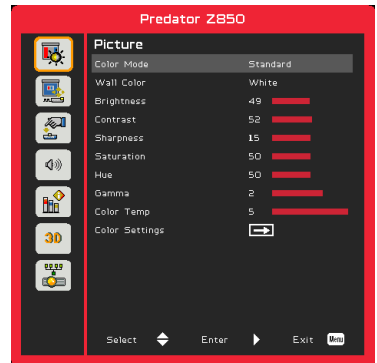 Predator Z850
Picture
Color Mode Standard
Wall Color White
Brightness 49
Contrast 52
Sharpness 15
Saturation 50
Hue 50
Gamma 2
Color Temp 5
Color Settings
3D
Select Enter Exit Menu